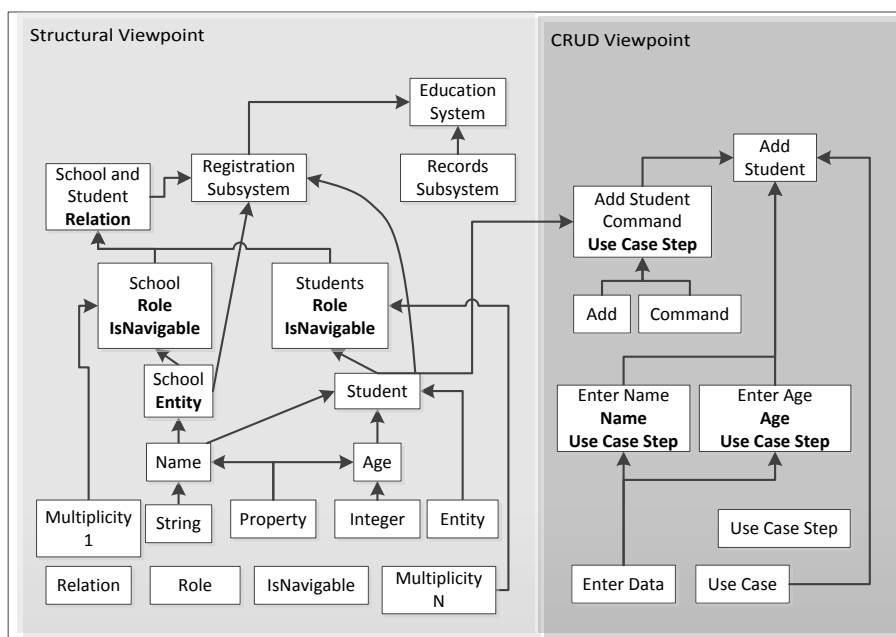 Structural Viewpoint
CRUD Viewpoint
Education
System
School and
Student
Relation
Registration
Subsystem
Records
Subsystem
Add
Student
Add Student
Command
Use Case Step
School
Role
IsNavigable
Students
Role
IsNavigable
Add
Command
School
Entity
Student
Enter Name
Name
Use Case Step
Enter Age
Age
Use Case Step
Name
Age
Multiplicity
1
String
Property
Integer
Entity
Use Case Step
Relation
Role
IsNavigable
Multiplicity
N
Enter Data
Use Case